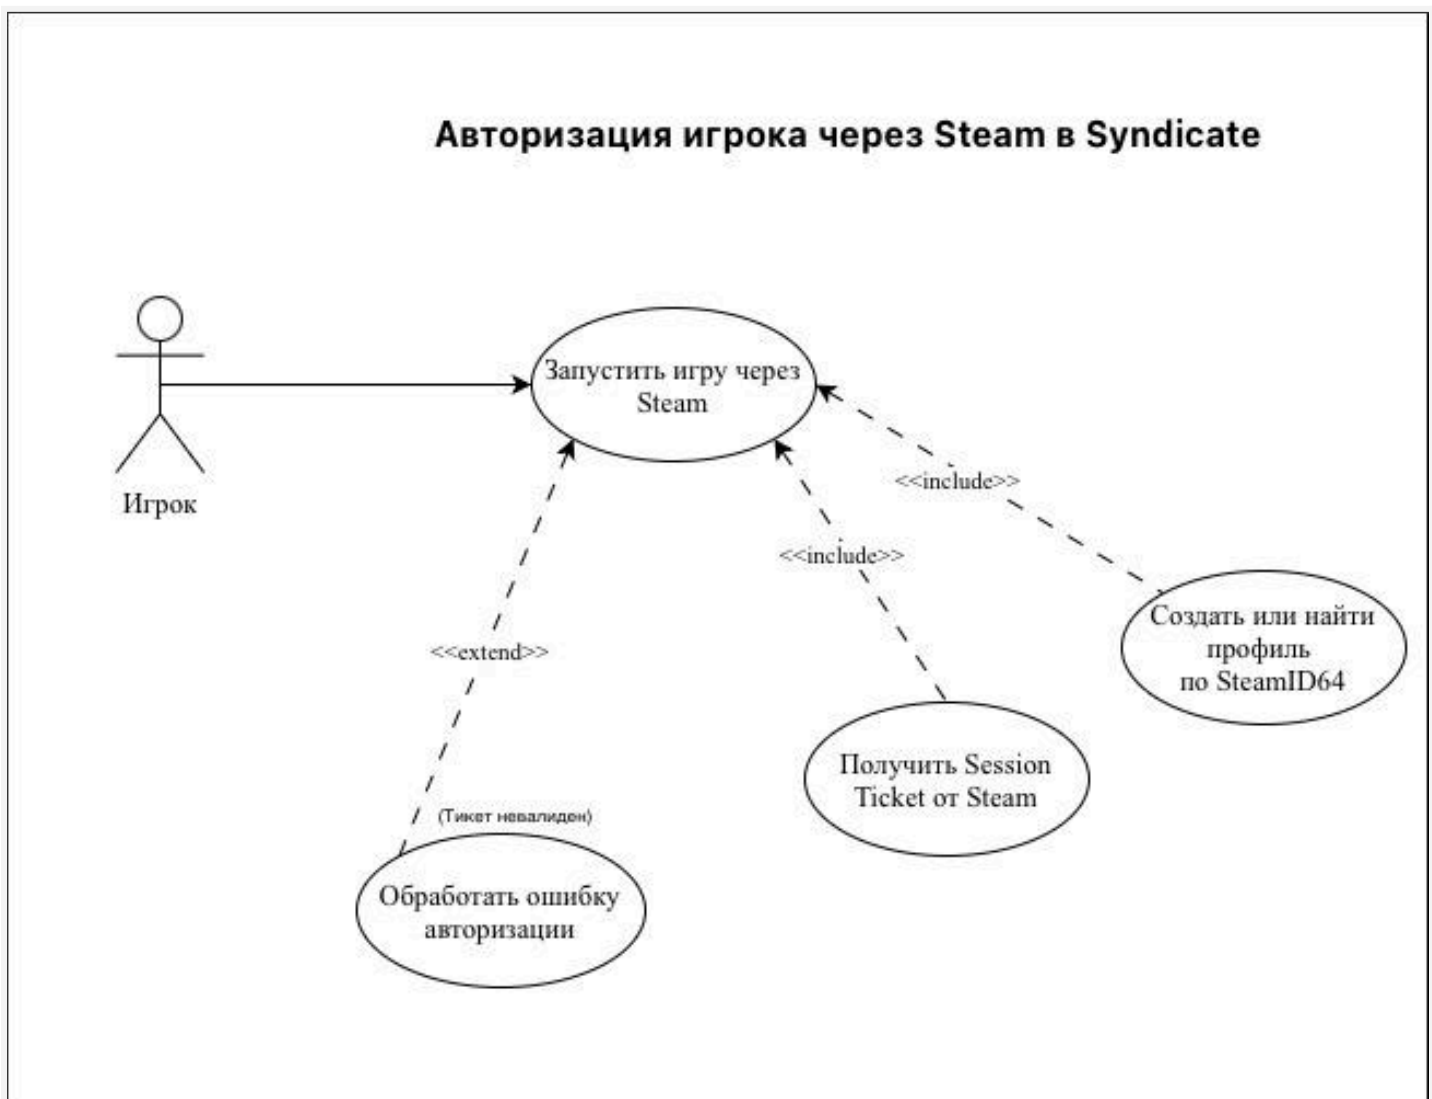 Авторизация игрока через Steam в Syndicate
Запустить игру через
Steam
Игрок
<<include>>
<<include>>
<<extend>>
Создать или найти
профиль
по SteamID64
Получить Session
Ticket от Steam
(Тикет невалиден)
Обработать ошибку
авторизации